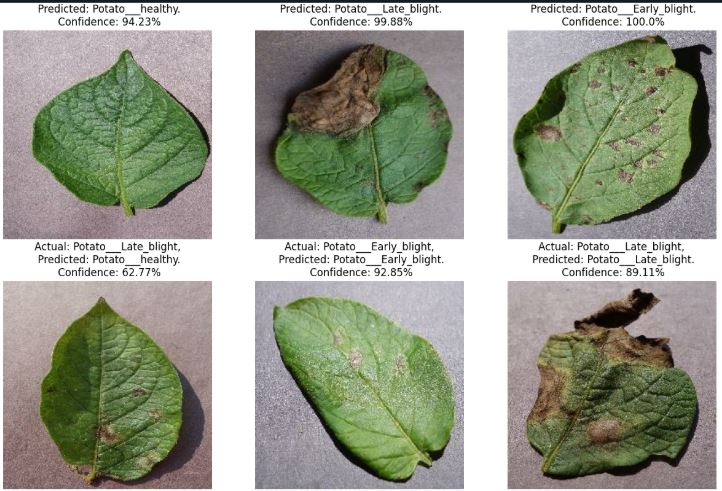 Predicted: Potato___healthy.
Confidence: 94.23%
Predicted: Potato___Late_blight.
Confidence: 99.88%
Predicted: Potato___Early_blight.
Confidence: 100.0%
Actual: Potato___Late_blight,
Predicted: Potato___healthy.
Confidence: 62.77%
Actual: Potato___Early_blight,
Predicted: Potato___Early_blight.
Confidence: 92.85%
Actual: Potato___Late_blight,
Predicted: Potato___Late_blight.
Confidence: 89.11%